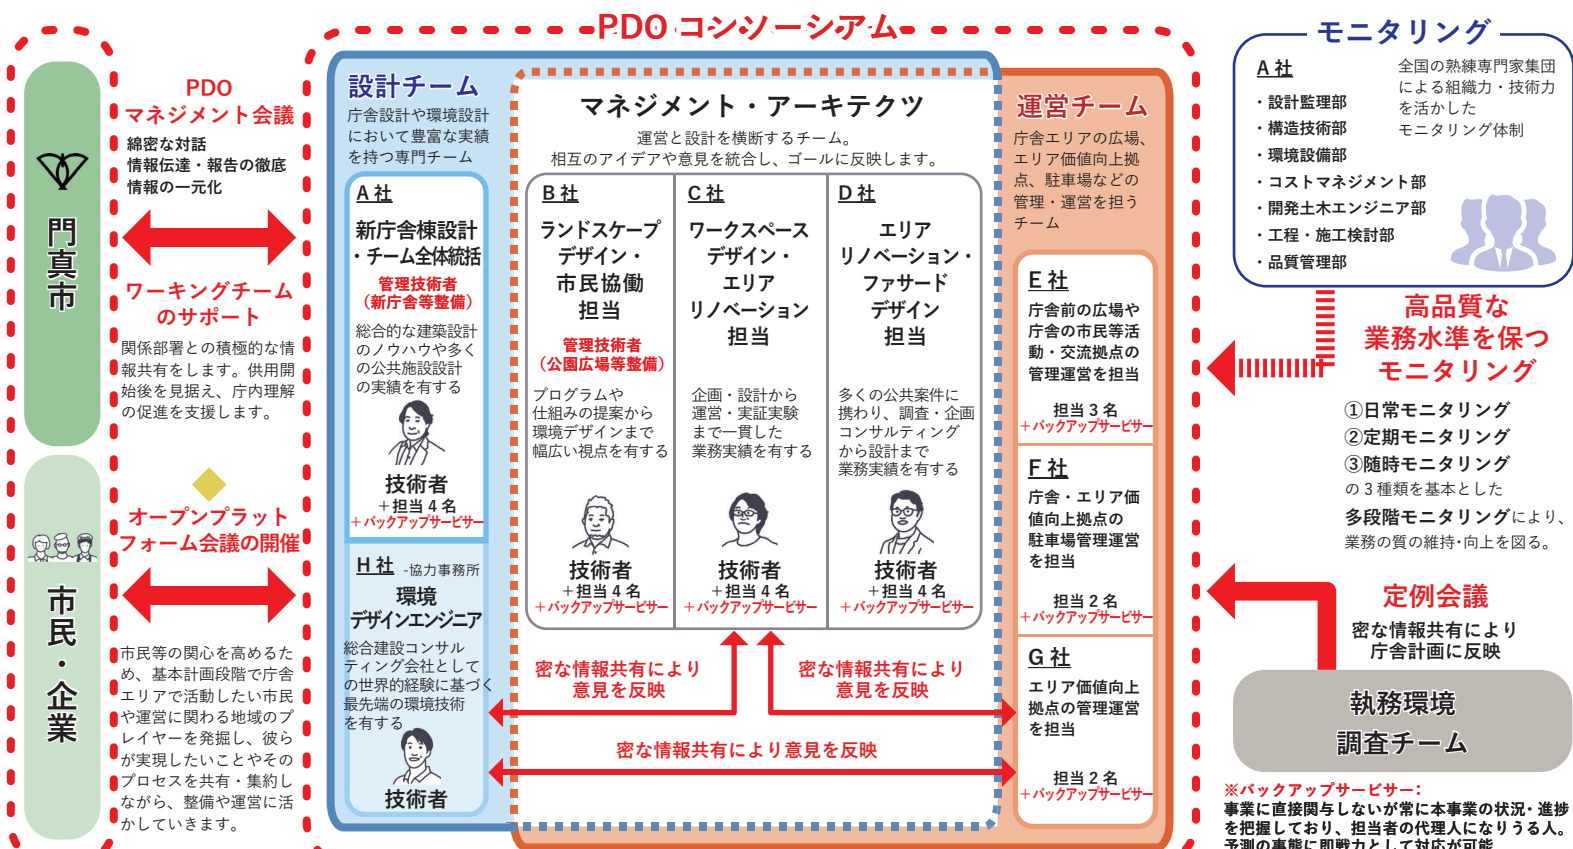 PDOコンソーシアム
門真市
市民・企業
PDO
マネジメント会議
綿密な対話
情報伝達・報告の徹底
情報の一元化
ワーキングチーム
のサポート
関係部署との積極的な情
報共有をします。供用開
始後を見据え、庁内理解
の促進を支援します。
オープンプラット
フォーム会議の開催
市民等の関心を高めるた
め、基本計画段階で庁舎
エリアで活動したい市民
や運営に関わる地域のプ
レイヤーを発掘し、彼ら
が実現したいことやその
プロセスを共有・集約し
ながら、整備や運営に活
かしていきます。
設計チーム
庁舎設計や環境設計
において豊富な実績
を持つ専門チーム
A 社
新庁舎棟設計
・チーム全体統括
管理技術者
（新庁舎等整備）
総合的な建築設計
のノウハウや多く
の公共施設設計
の実績を有する
技術者
＋担当 4 名
＋バックアップサービサー
H 社 -協力事務所
環境
デザインエンジニア
総合建設コンサル
ティング会社として
の世界的経験に基づく
最先端の環境技術
を有する
技術者
マネジメント・アーキテクツ
運営と設計を横断するチーム。
相互のアイデアや意見を統合し、ゴールに反映します。
B 社
ランドスケープ
デザイン・
市民協働
担当
管理技術者
（公園広場等整備）
プログラムや
仕組みの提案から
環境デザインまで
幅広い視点を有する
技術者
＋担当 4 名
＋バックアップサービサー
C 社
ワークスペース
デザイン・
エリア
リノベーション
担当
企画・設計から
運営・実証実験
まで一貫した
業務実績を有する
技術者
＋担当 4 名
＋バックアップサービサー
D 社
エリア
リノベーション・
ファサード
デザイン
担当
多くの公共案件に
携わり、調査・企画
コンサルティング
から設計まで
業務実績を有する
技術者
＋担当 4 名
＋バックアップサービサー
密な情報共有により
意見を反映
密な情報共有により
意見を反映
密な情報共有により意見を反映
運営チーム
庁舎エリアの広場、
エリア価値向上拠
点、駐車場などの
管理・運営を担う
チーム
E 社
庁舎前の広場や
庁舎の市民等活
動・交流拠点の
管理運営を担当
担当 3 名
＋バックアップサービサー
F 社
庁舎・エリア価
値向上拠点の
駐車場管理運営
を担当
担当 2 名
＋バックアップサービサー
G 社
エリア価値向上
拠点の管理運営
を担当
担当 2 名
＋バックアップサービサー
モニタリング
A 社
・設計監理部
・構造技術部
・環境設備部
・コストマネジメント部
・開発土木エンジニア部
・工程・施工検討部
・品質管理部
全国の熟練専門家集団
による組織力・技術力
を活かした
モニタリング体制
高品質な
業務水準を保つ
モニタリング
①日常モニタリング
②定期モニタリング
③随時モニタリング
の 3 種類を基本とした
多段階モニタリングにより、
業務の質の維持・向上を図る。
定例会議
密な情報共有により
庁舎計画に反映
執務環境
調査チーム
※バックアップサービサー：
事業に直接関与しないが常に本事業の状況・進捗
を把握しており、担当者の代理人になりうる人。
予測の事態に即戦力として対応が可能